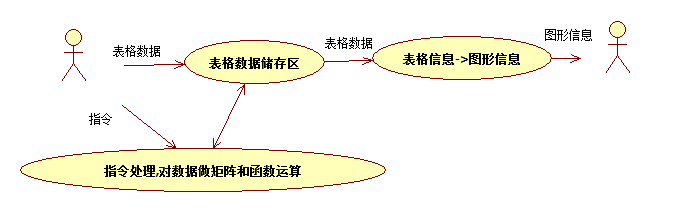 图形信息
表格数据
表格数据
表格数据储存区
表格信息->图形信息
指令
指令处理,对数据做矩阵和函数运算